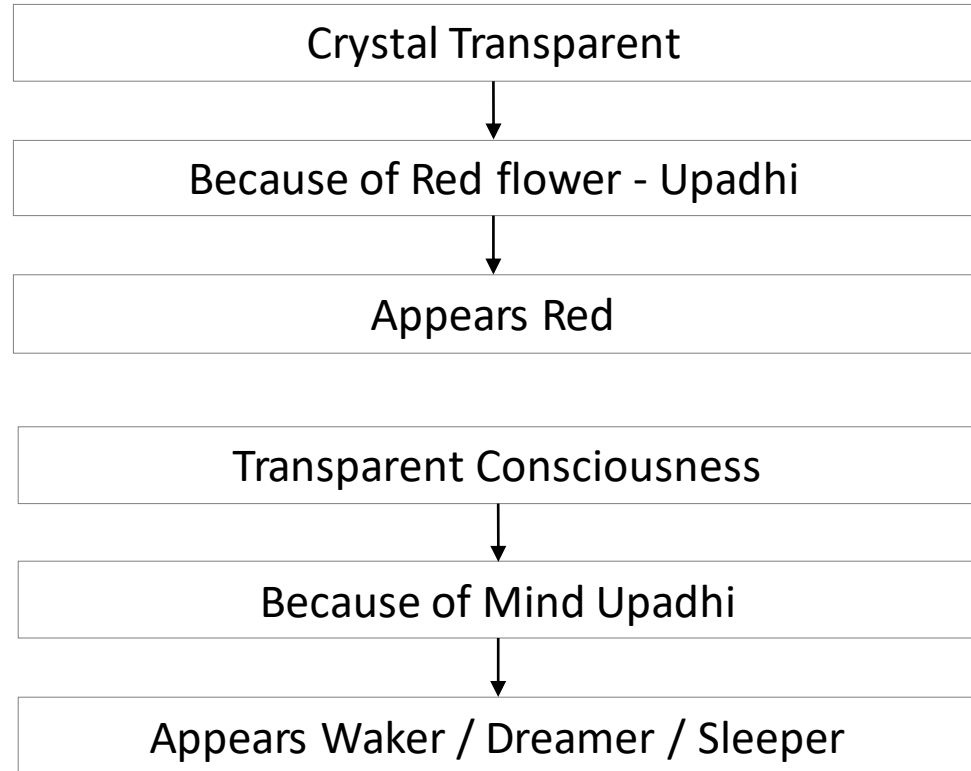 Crystal Transparent
Because of Red flower - Upadhi
Appears Red
Transparent Consciousness
Because of Mind Upadhi
Appears Waker / Dreamer / Sleeper